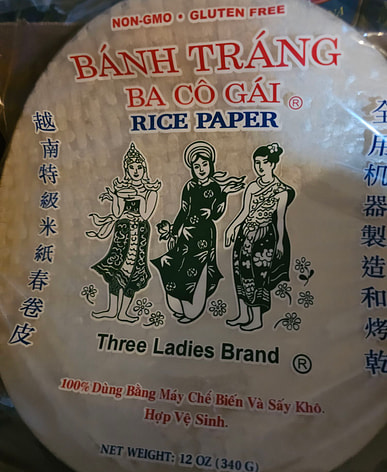 NON-GMO • GLUTEN FREE
BÁNH TRÁNG
BA CÔ GÁI ®
RICE PAPER
越南特級米紙春卷皮
全用机器製造和烤乾
Three Ladies Brand ®
100% Dùng Bằng Máy Chế Biến Và Sấy Khô.
Hợp Vệ Sinh.
NET WEIGHT: 12 OZ (340 G)